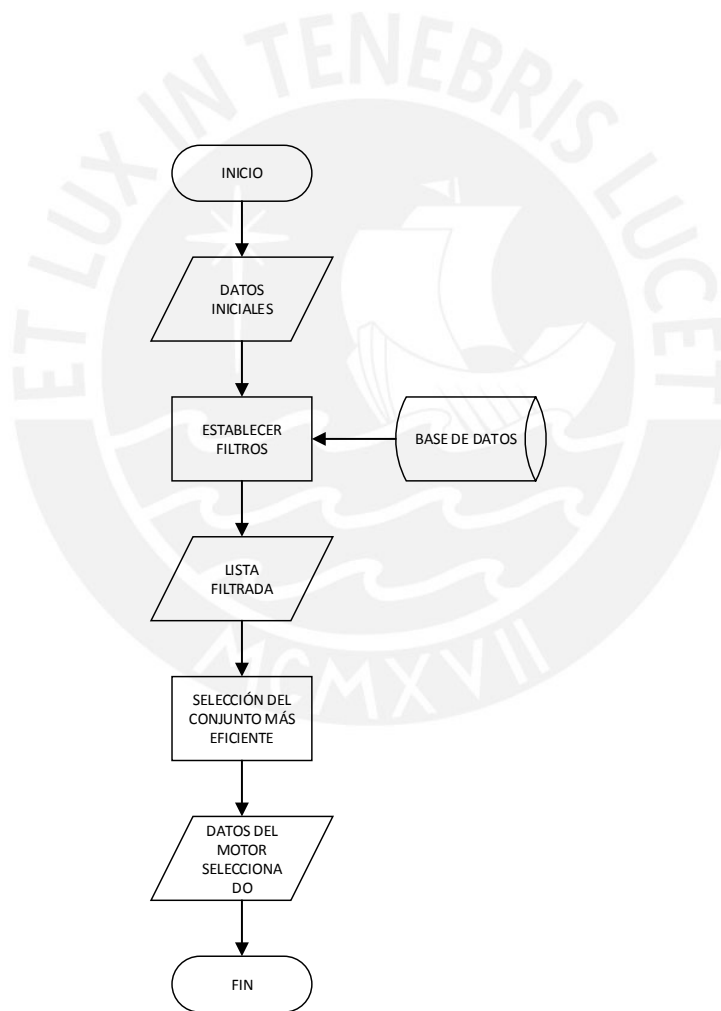 ET LUX IN TENEBRIS LUCET
INICIO
DATOS
INICIALES
ESTABLECER
FILTROS
BASE DE DATOS
LISTA
FILTRADA
SELECCIÓN DEL
CONJUNTO MÁS
EFICIENTE
DATOS DEL
MOTOR
SELECCIONA
DO
FIN
MCMXVII